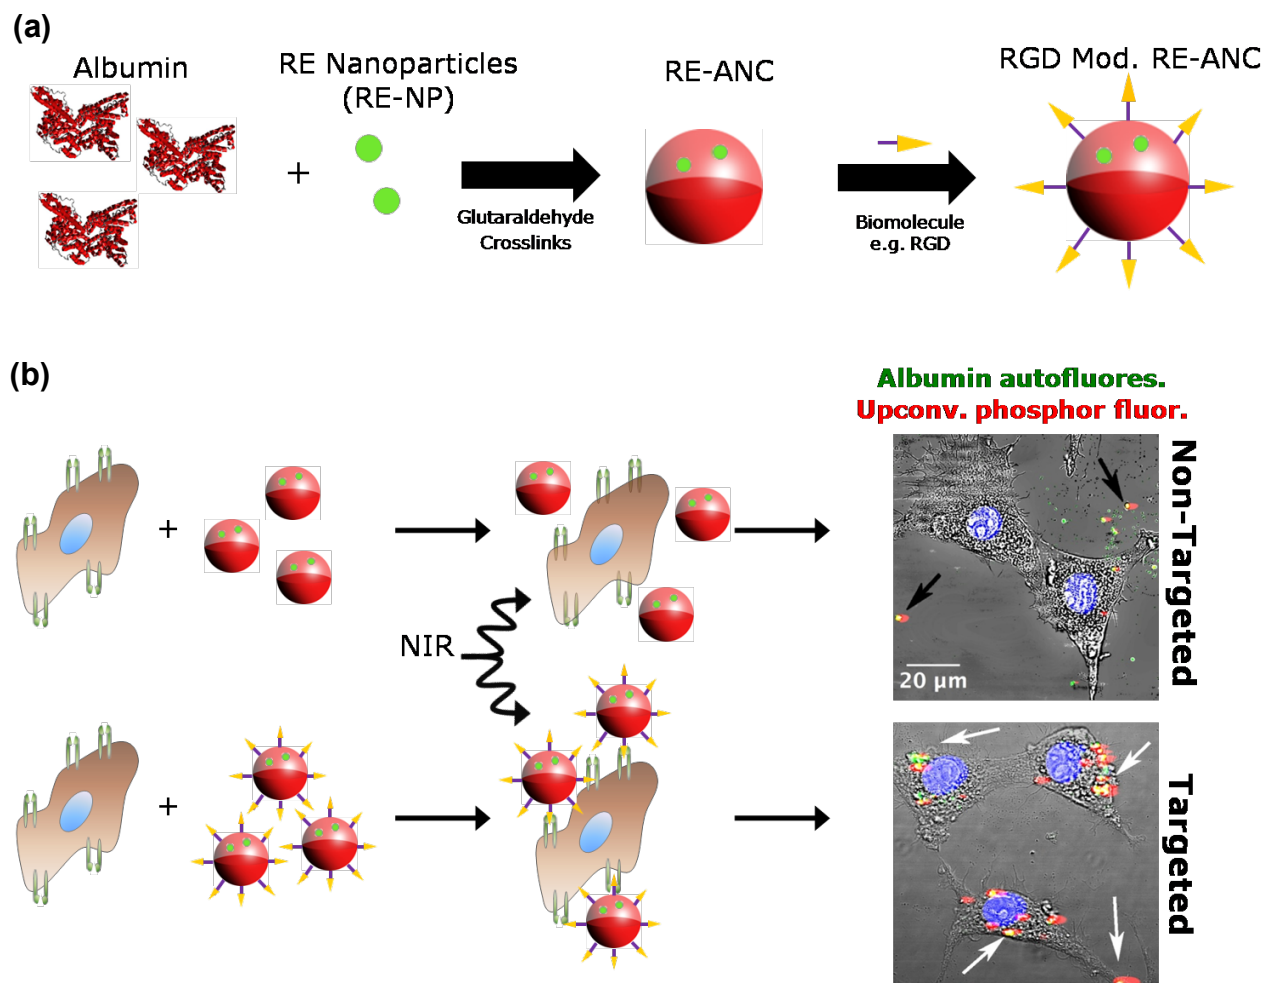 (a)
Albumin
RE Nanoparticles
(RE-NP)
RE-ANC
RGD Mod. RE-ANC
+
Glutaraldehyde
Crosslinks
Biomolecule
e.g. RGD
(b)
Albumin autofluores.
Upconv. phosphor fluor.
+
Non-Targeted
20 µm
NIR
+
Targeted